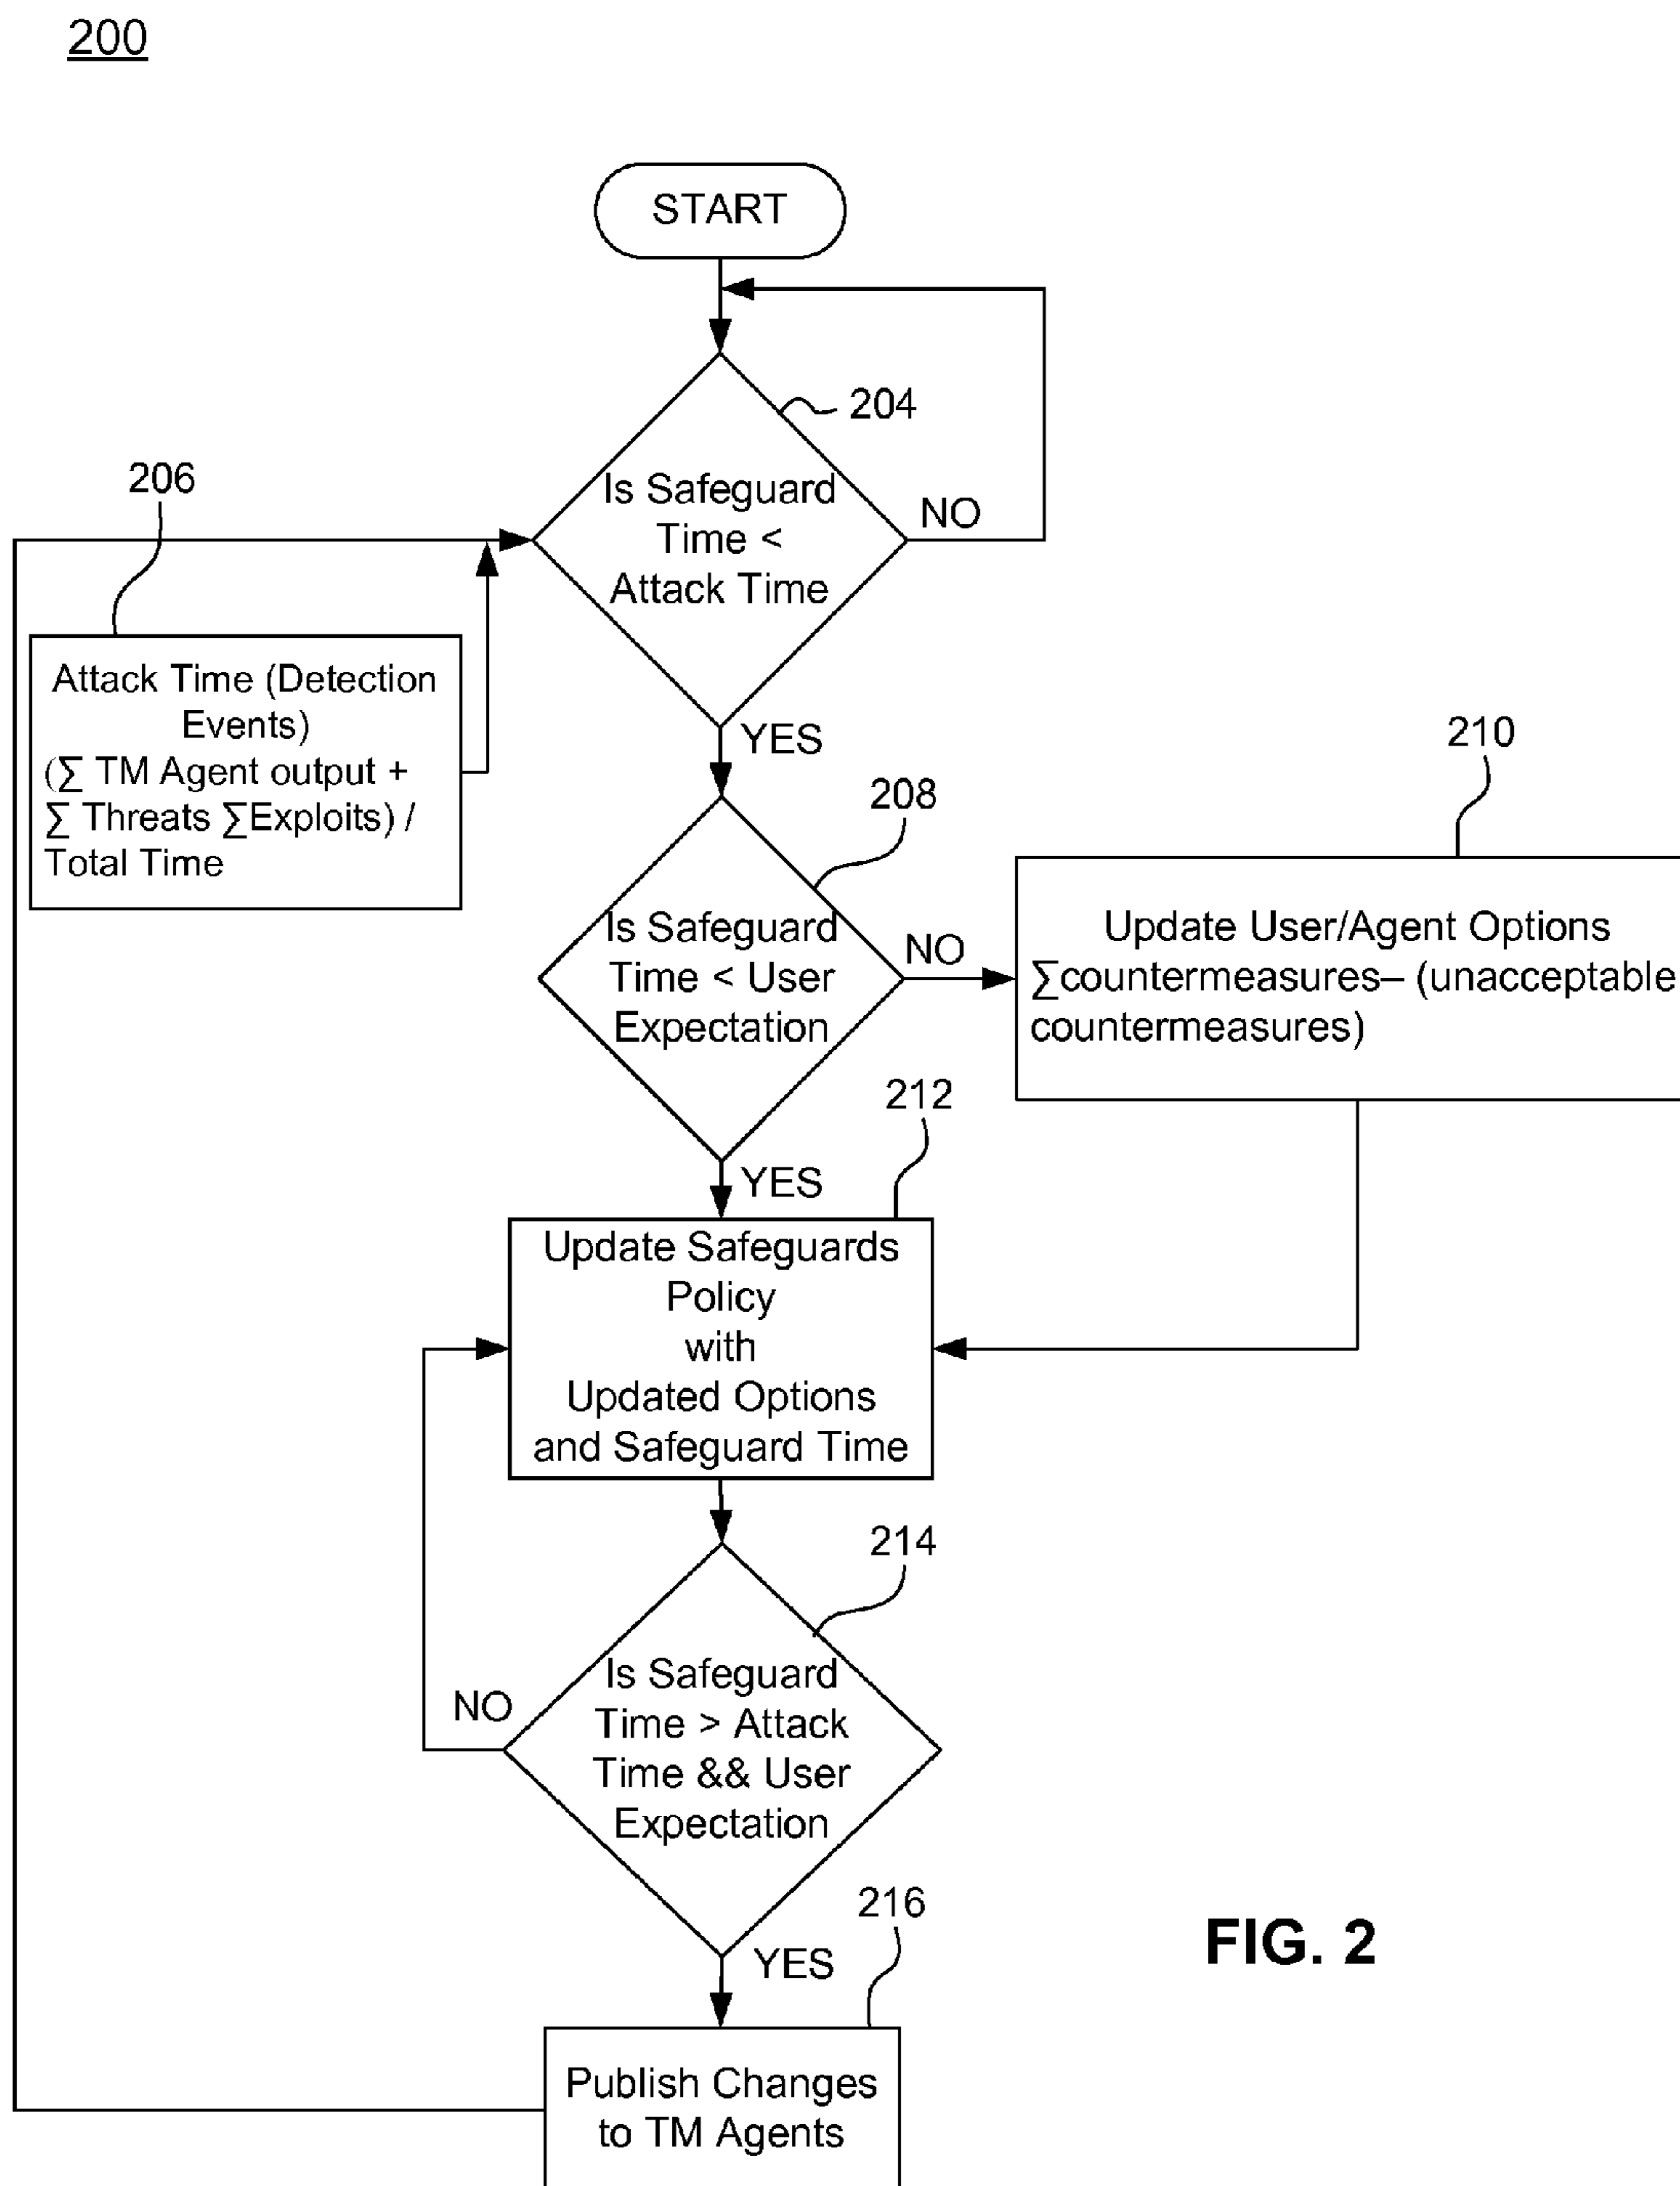 200
START
204
Is Safeguard
Time <
Attack Time
NO
206
Attack Time (Detection
Events)
(∑ TM Agent output +
∑ Threats ∑Exploits) /
Total Time
YES
208
Is Safeguard
Time < User
Expectation
NO
210
Update User/Agent Options
∑countermeasures– (unacceptable
countermeasures)
YES
212
Update Safeguards
Policy
with
Updated Options
and Safeguard Time
214
Is Safeguard
Time > Attack
Time && User
Expectation
NO
YES
216
Publish Changes
to TM Agents
FIG. 2